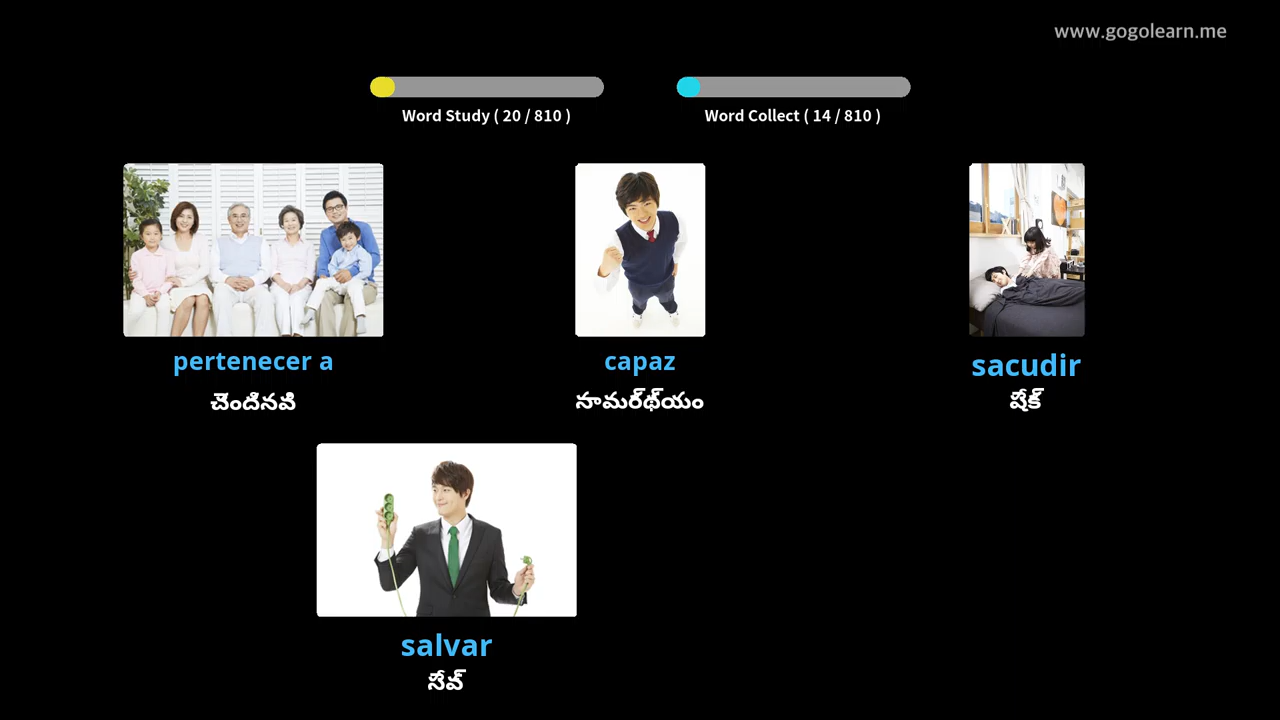 www.gogolearn.me
Word Study ( 20 / 810 )
Word Collect ( 14 / 810 )
pertenecer a
చెందినవి
capaz
సామర్థ్యం
sacudir
షేక్
salvar
సేవ్